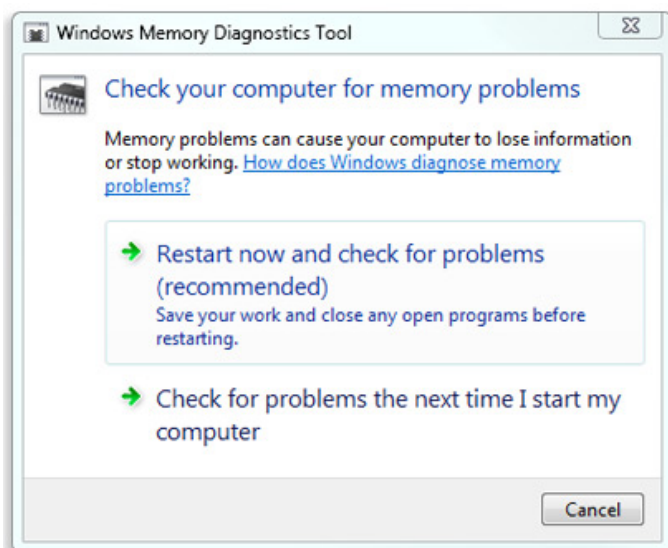 Windows Memory Diagnostics Tool
Check your computer for memory problems
Memory problems can cause your computer to lose information
or stop working. How does Windows diagnose memory
problems?
Restart now and check for problems
(recommended)
Save your work and close any open programs before
restarting.
Check for problems the next time I start my
computer
Cancel